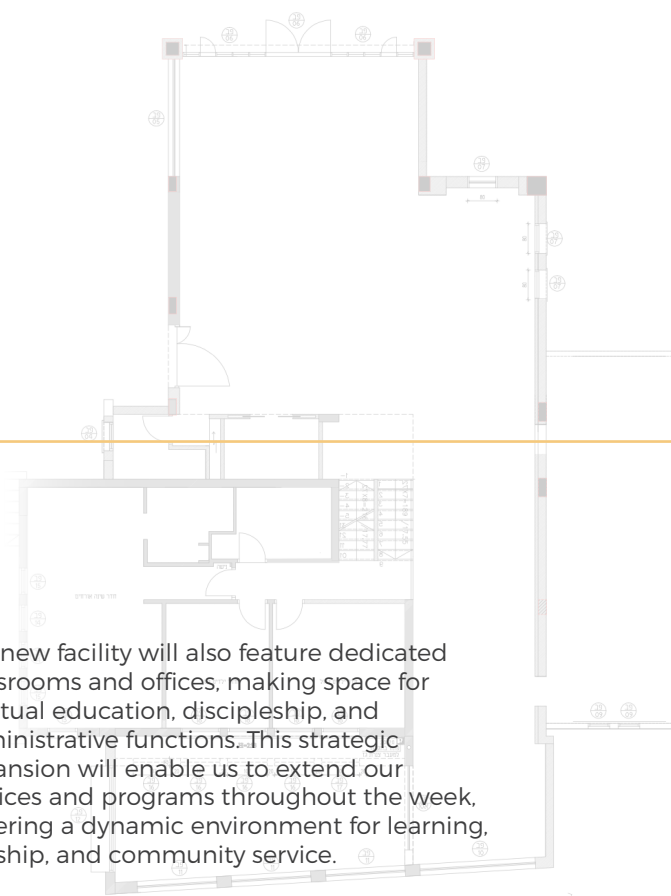 new facility will also feature dedicated
srooms and offices, making space for
tual education, discipleship, and
ministrative functions. This strategic
ansion will enable us to extend our
ices and programs throughout the week,
ering a dynamic environment for learning,
ship, and community service.